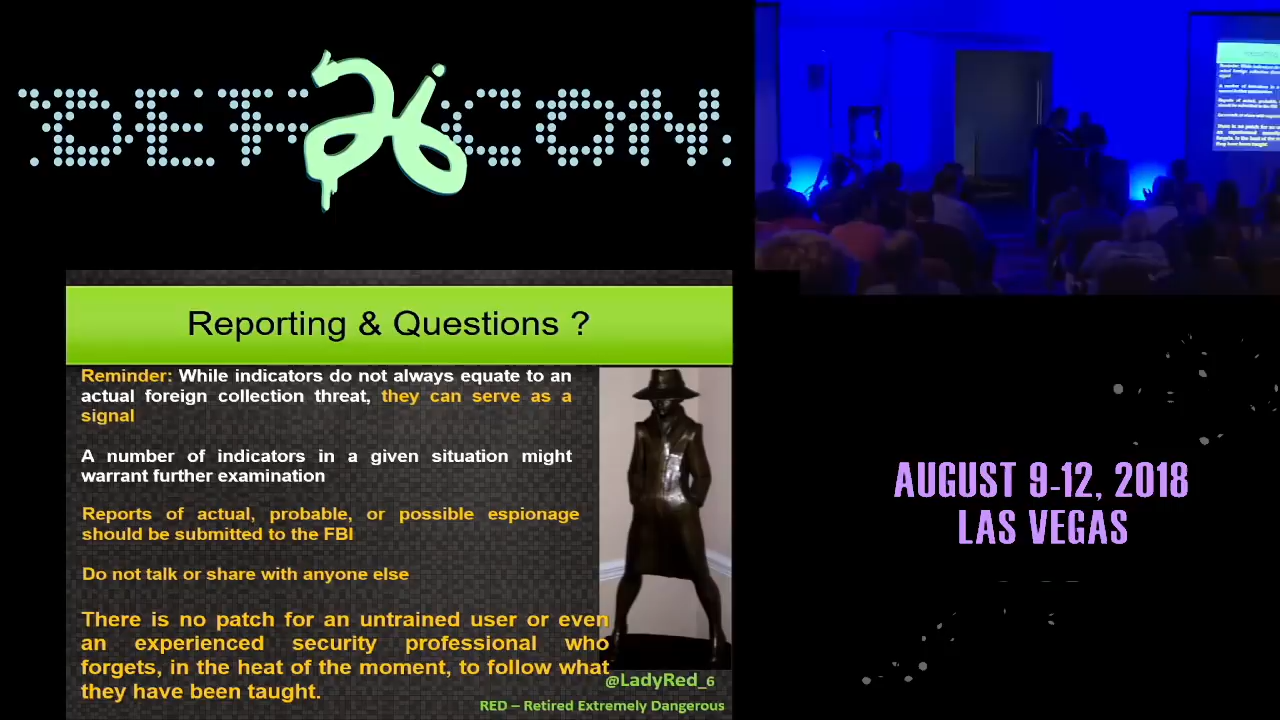 DEF 26 CON
Reporting & Questions ?
Reminder: While indicators do not always equate to an
actual foreign collection threat, they can serve as a
signal
A number of indicators in a given situation might
warrant further examination
Reports of actual, probable, or possible espionage
should be submitted to the FBI
Do not talk or share with anyone else
There is no patch for an untrained user or even
an experienced security professional who
forgets, in the heat of the moment, to follow what
they have been taught.
@LadyRed_6
RED – Retired Extremely Dangerous
AUGUST 9-12, 2018
LAS VEGAS